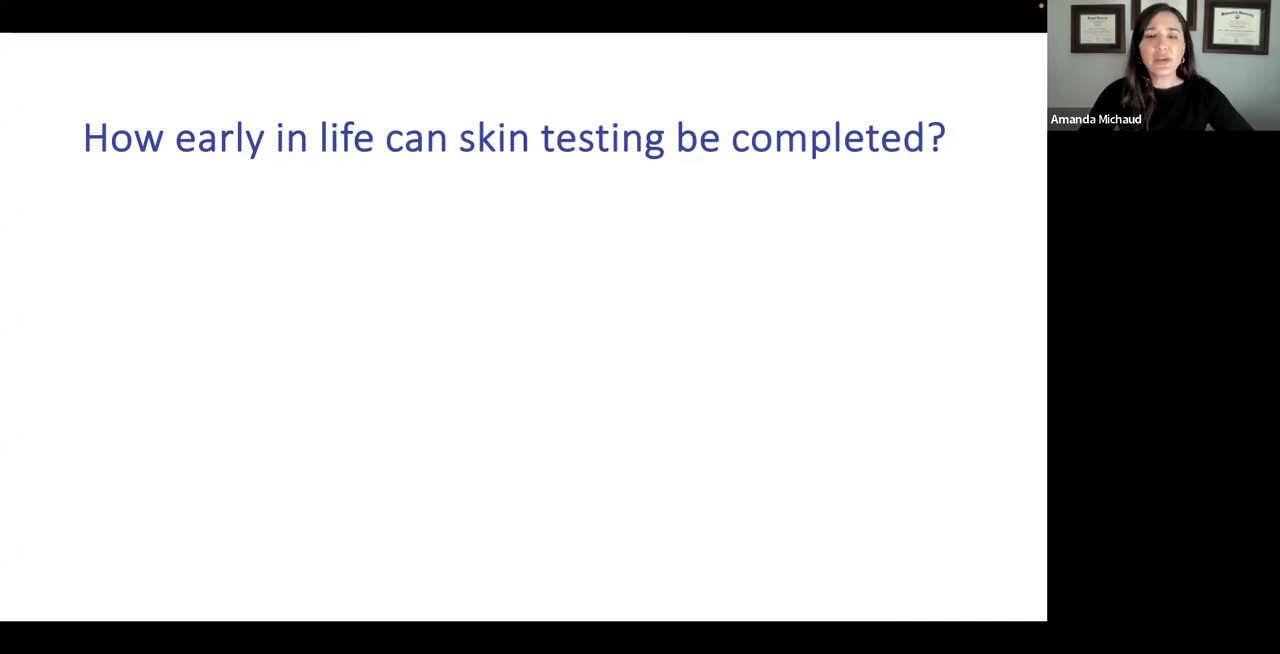 How early in life can skin testing be completed?
Amanda Michaud